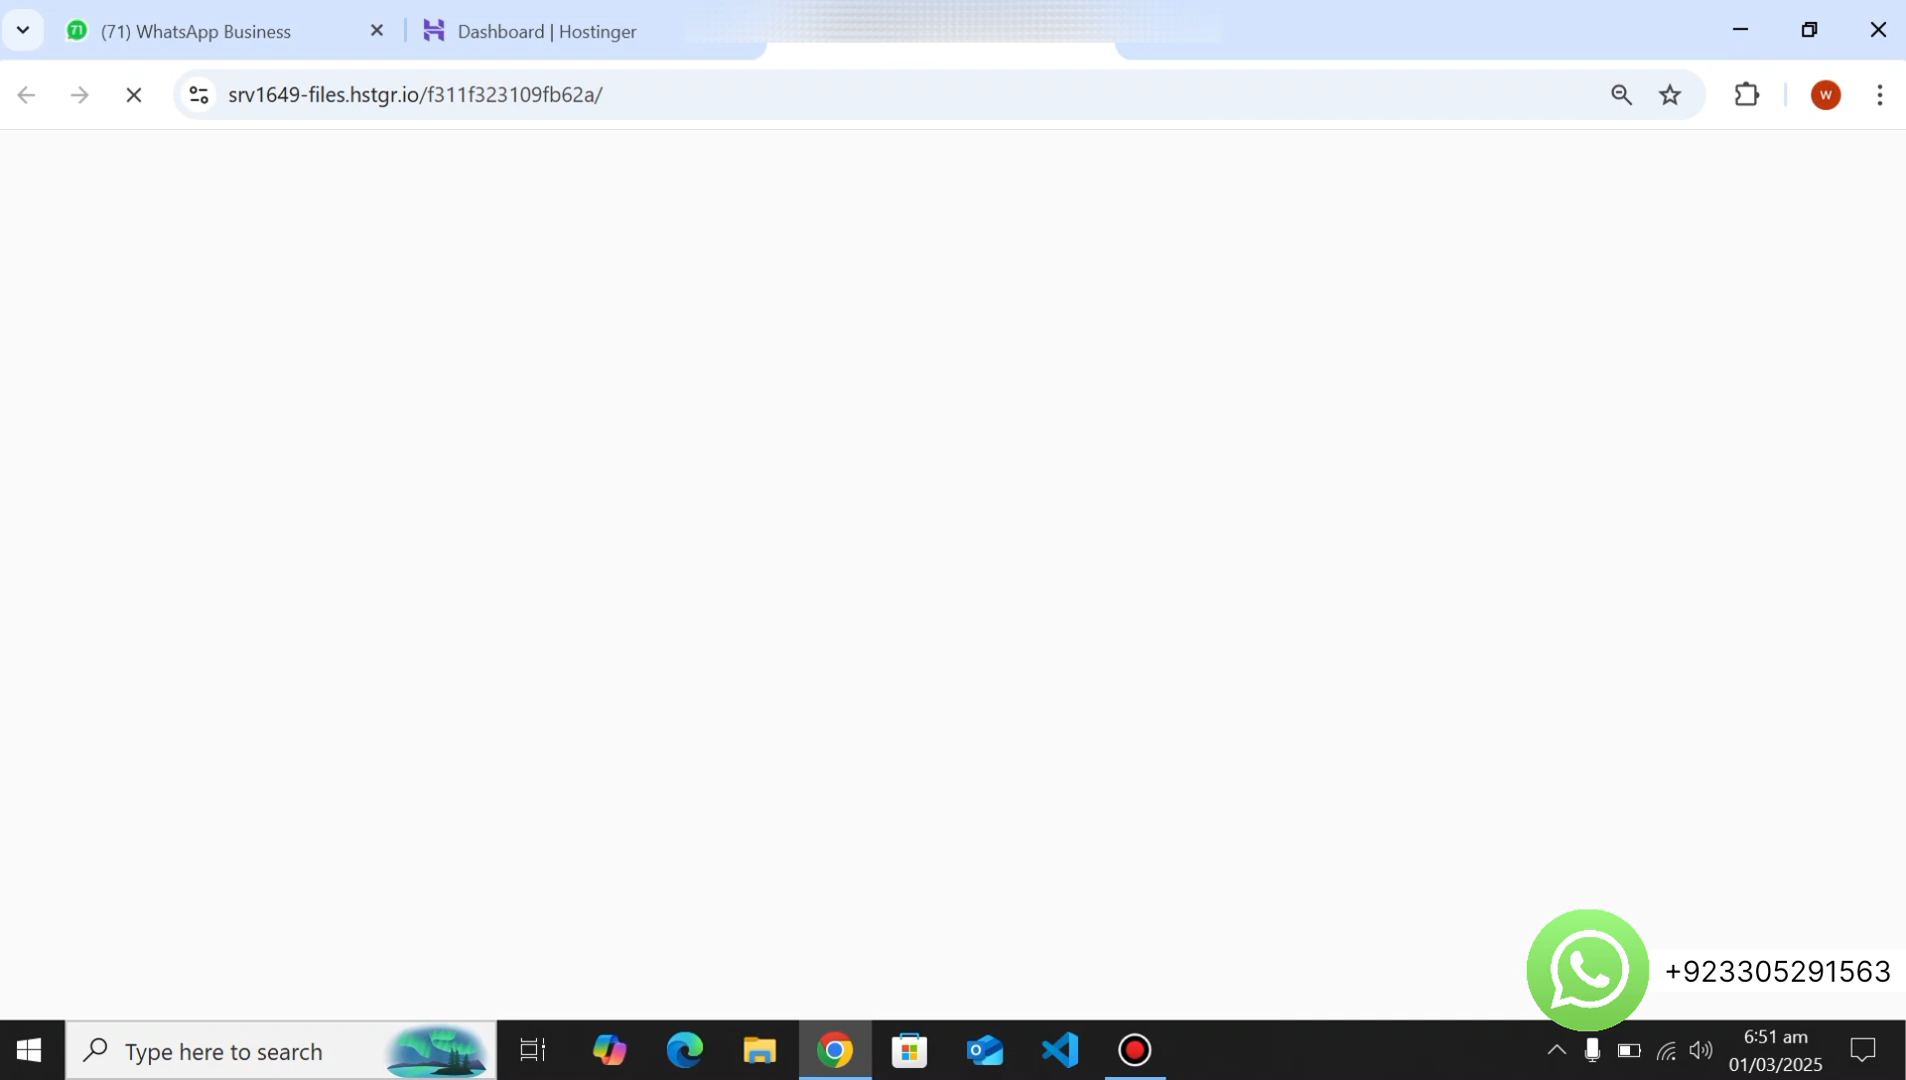 71 (71) WhatsApp Business
Dashboard | Hostinger
srv1649-files.hstgr.io/f311f323109fb62a/
W
+923305291563
Type here to search
6:51 am
01/03/2025